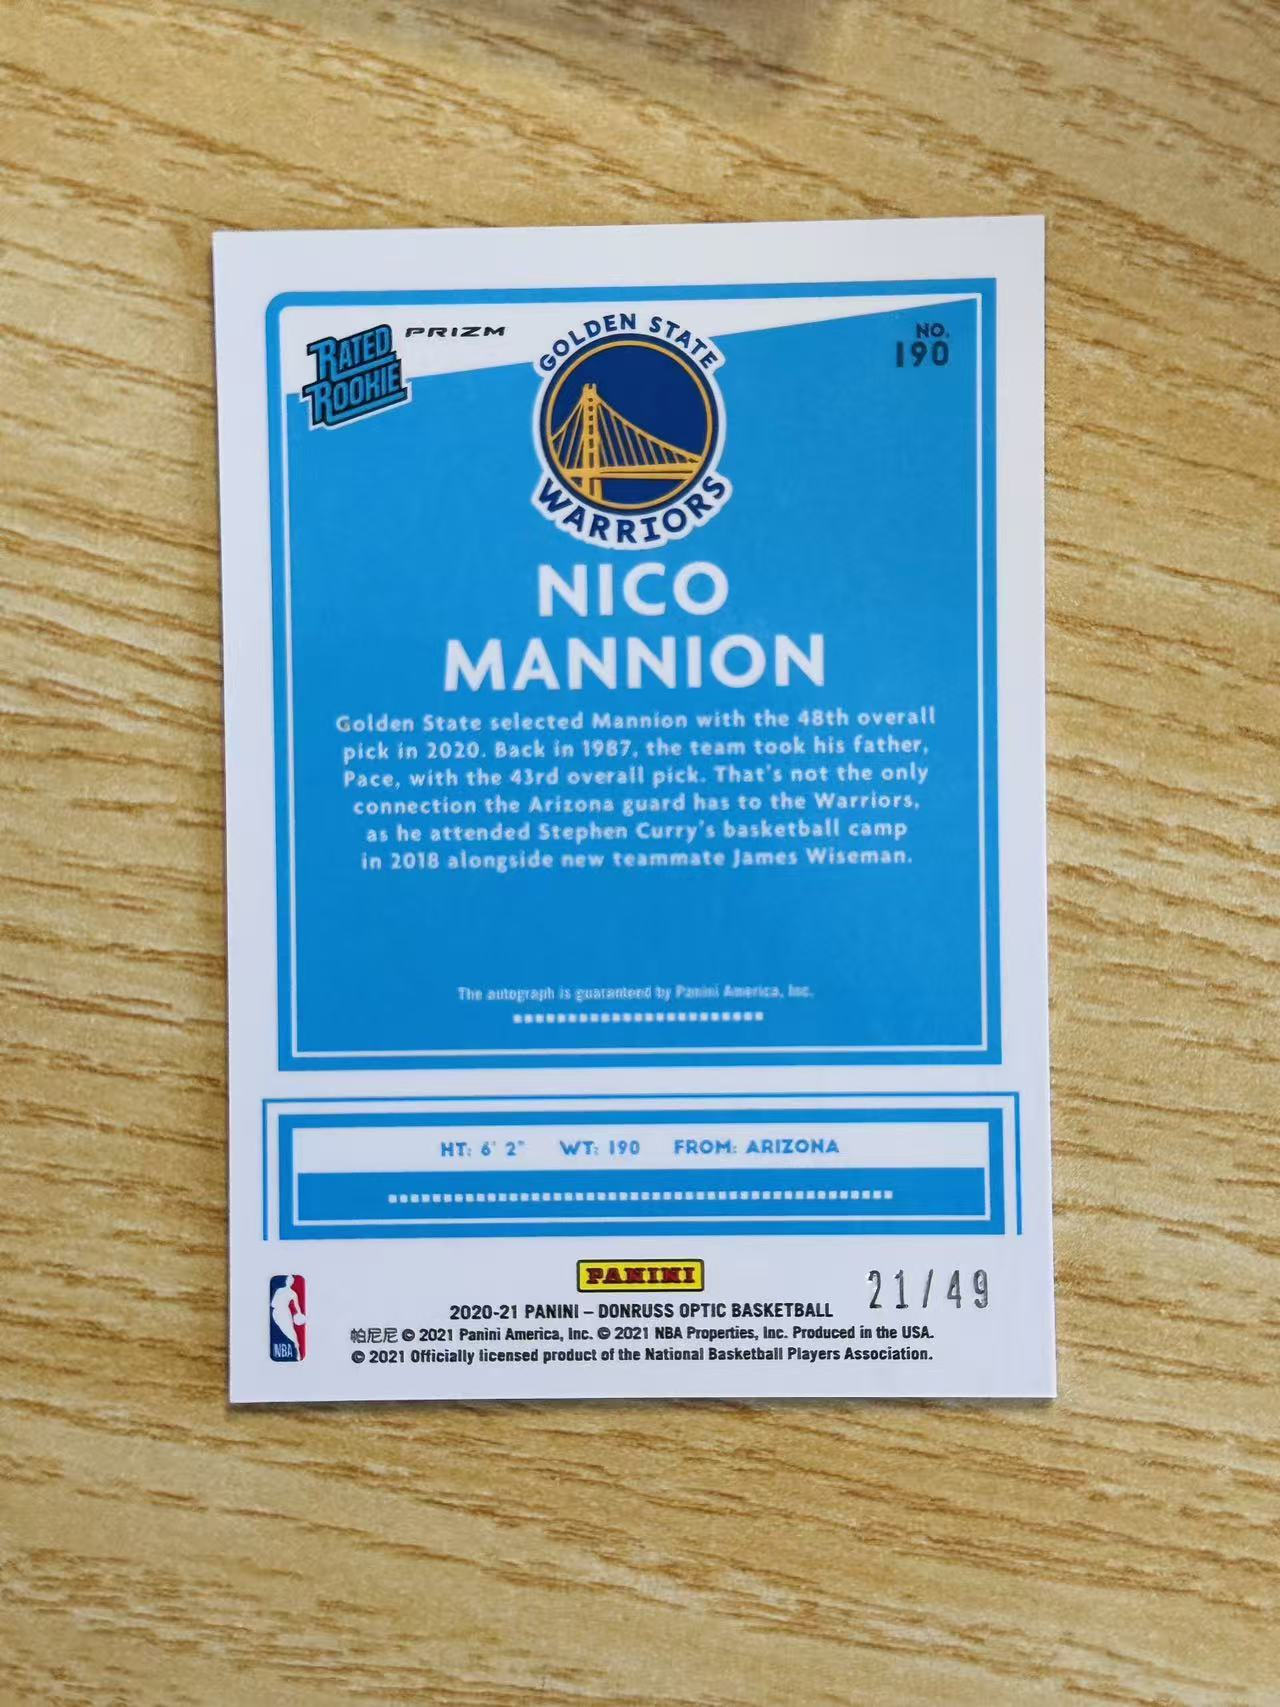 RATED
ROOKIE
PRIZM
GOLDEN STATE
WARRIORS
NO.
190
NICO
MANNION
Golden State selected Mannion with the 48th overall
pick in 2020. Back in 1987, the team took his father,
Pace, with the 43rd overall pick. That's not the only
connection the Arizona guard has to the Warriors,
as he attended Stephen Curry's basketball camp
in 2018 alongside new teammate James Wiseman.
The autograph is guaranteed by Panini America, Inc.
HT: 6' 2" WT: 190 FROM: ARIZONA
PANINI
21/49
2020-21 PANINI – DONRUSS OPTIC BASKETBALL
帕尼尼 © 2021 Panini America, Inc. © 2021 NBA Properties, Inc. Produced in the USA.
© 2021 Officially licensed product of the National Basketball Players Association.
NBA